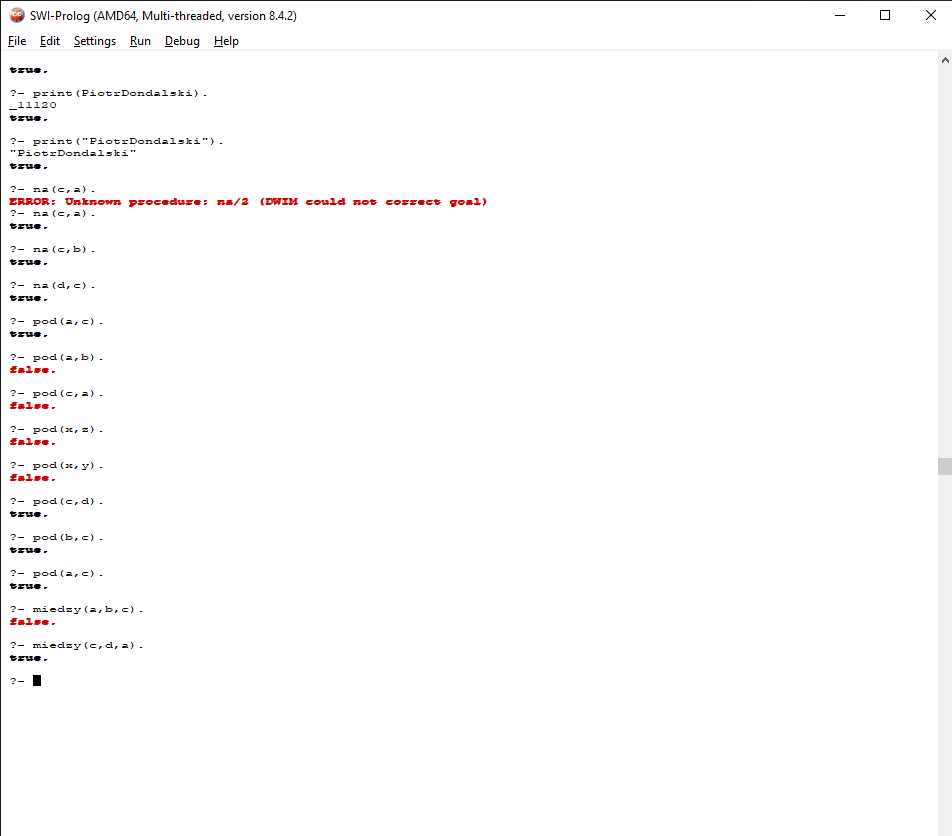 SWI-Prolog (AMD64, Multi-threaded, version 8.4.2)
File Edit Settings Run Debug Help
true.
?- print(PiotrDondalski).
_11120
true.
?- print("PiotrDondalski").
"PiotrDondalski"
true.
?- na(c,a).
ERROR: Unknown procedure: na/2 (DWIM could not correct goal)
?- na(c,a).
true.
?- na(c,b).
true.
?- na(d,c).
true.
?- pod(a,c).
true.
?- pod(a,b).
false.
?- pod(c,a).
false.
?- pod(x,z).
false.
?- pod(x,y).
false.
?- pod(c,d).
true.
?- pod(b,c).
true.
?- pod(a,c).
true.
?- miedzy(a,b,c).
false.
?- miedzy(c,d,a).
true.
?-